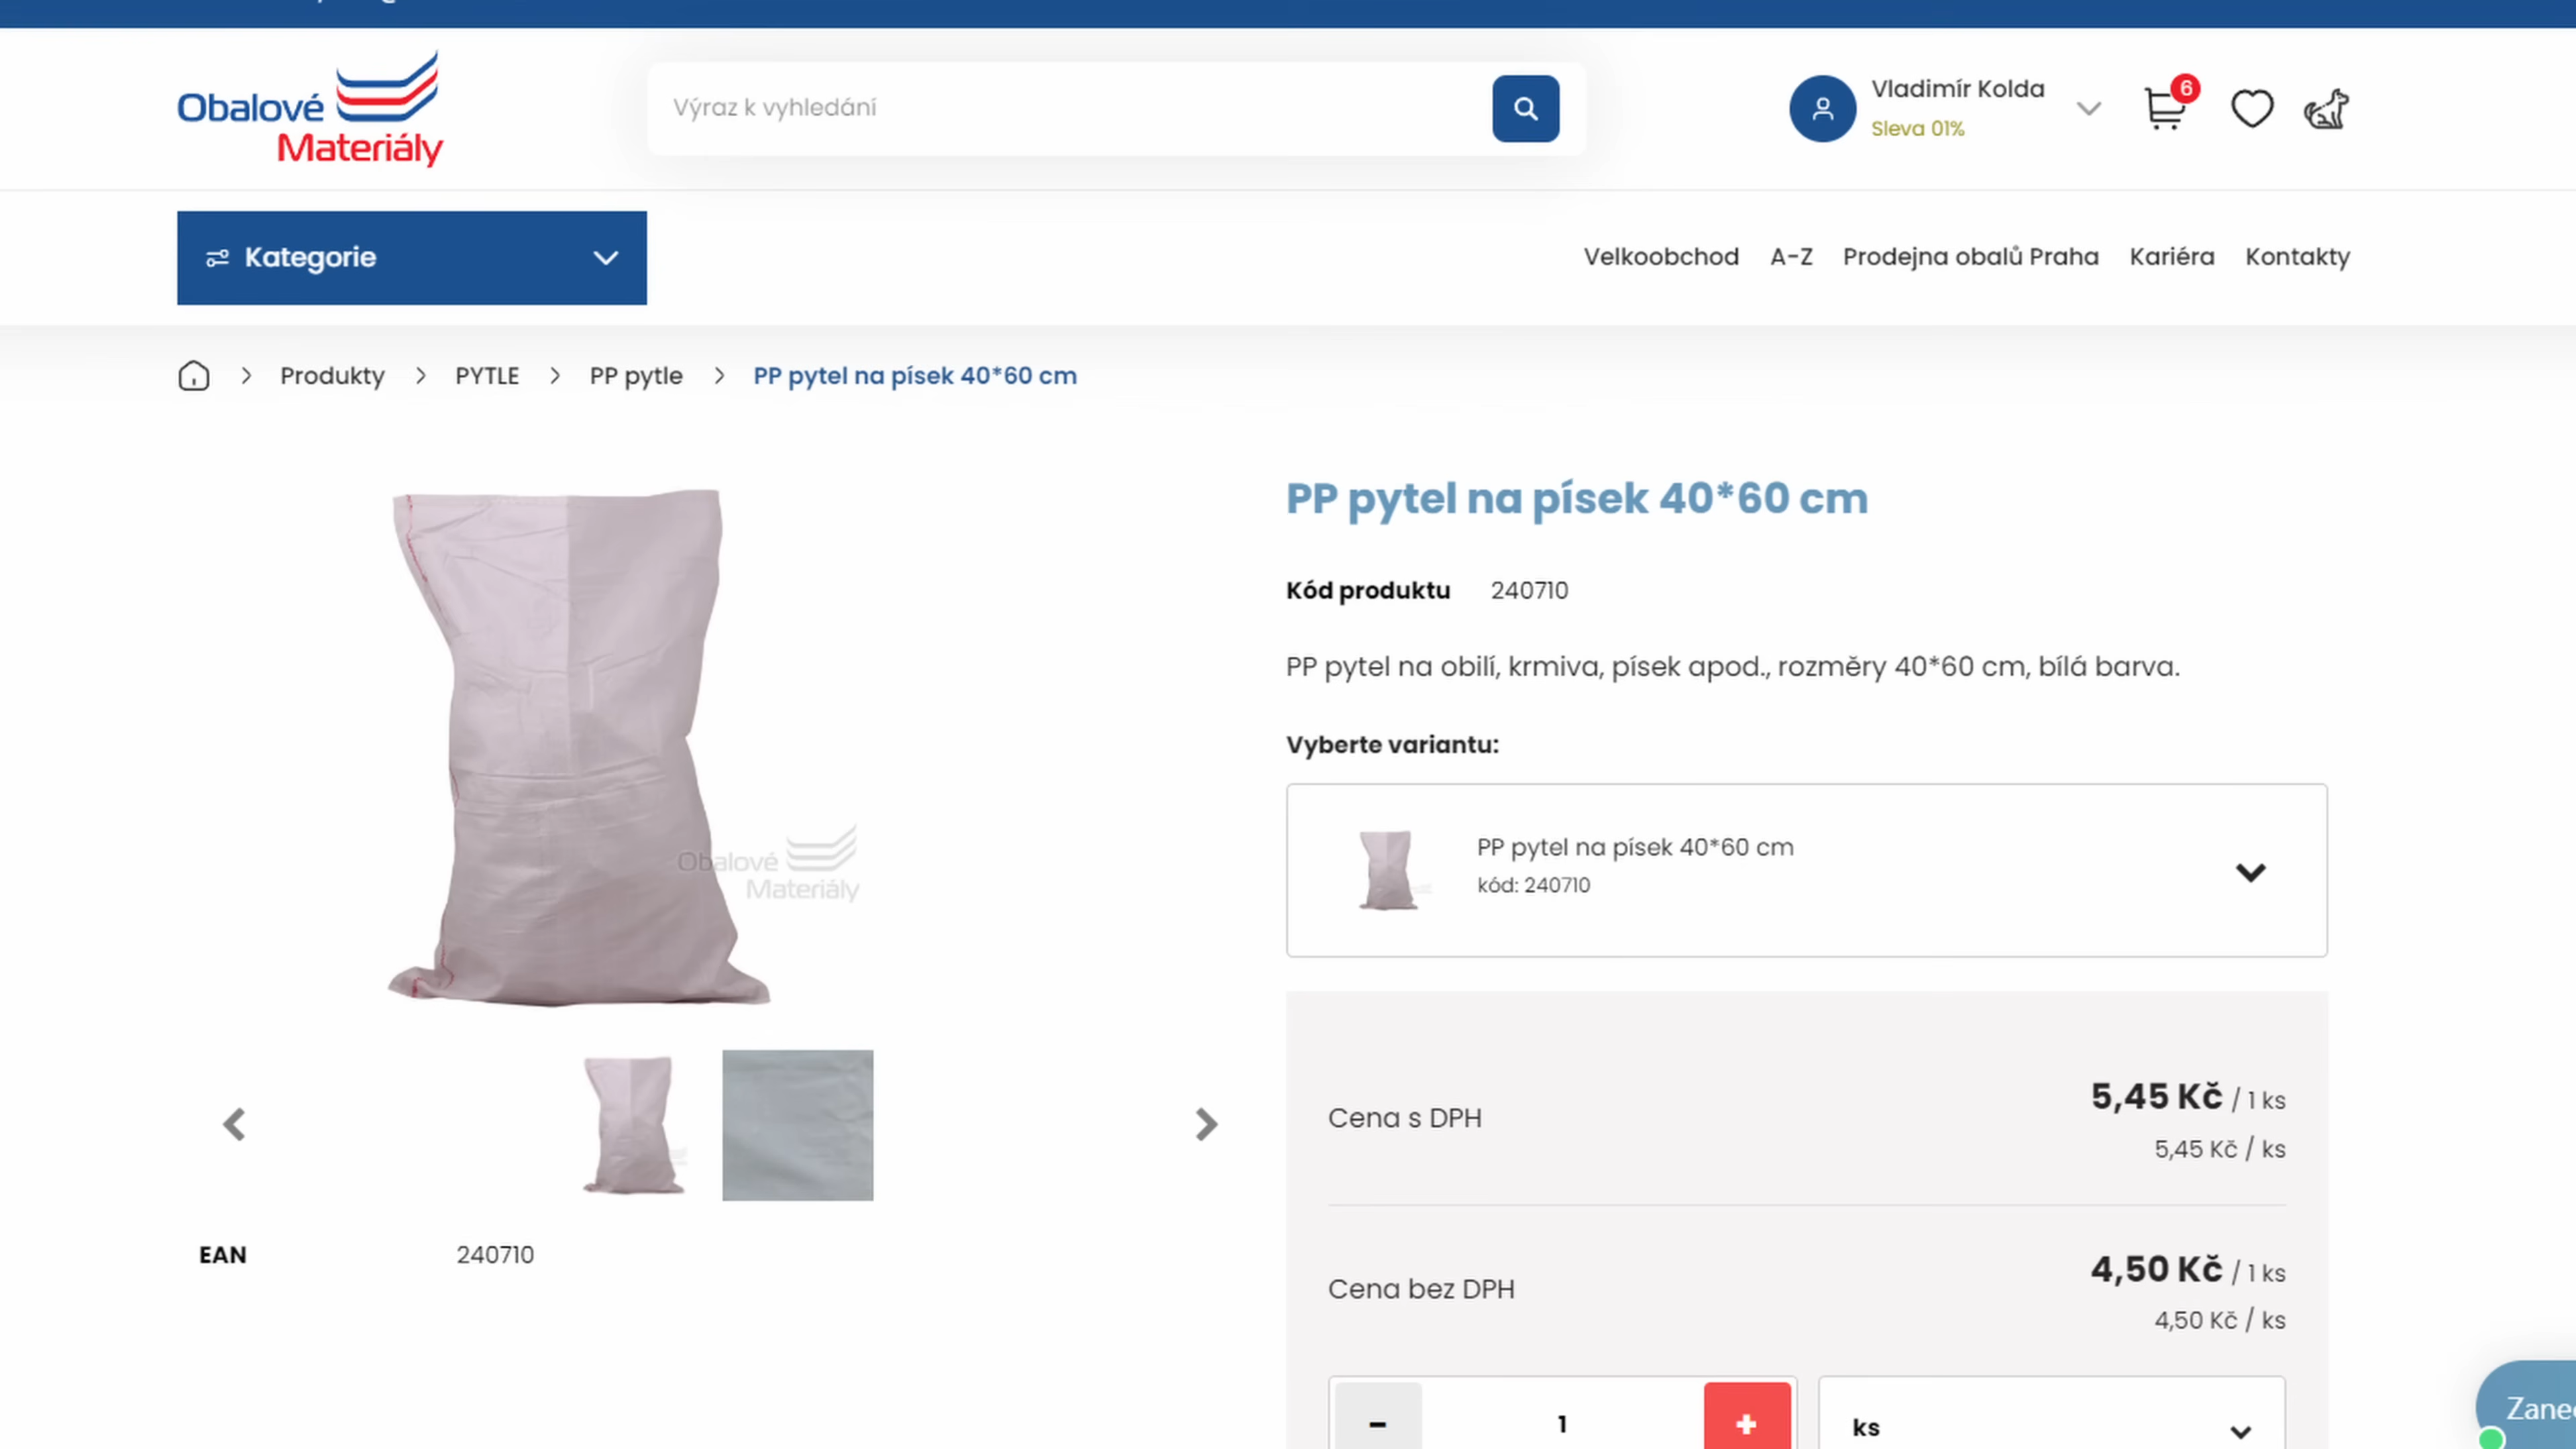 Obalové
Materiály
Výraz k vyhledání
Vladimír Kolda
Sleva 01%
6
Kategorie
Velkoobchod A-Z Prodejna obalů Praha Kariéra Kontakty
Produkty > PYTLE > PP pytle > PP pytel na písek 40*60 cm
PP pytel na písek 40*60 cm
Kód produktu 240710
PP pytel na obilí, krmiva, písek apod., rozměry 40*60 cm, bílá barva.
Vyberte variantu:
PP pytel na písek 40*60 cm
kód: 240710
Obalové
Materiály
Cena s DPH
5,45 Kč / 1 ks
5,45 Kč / ks
EAN 240710
Cena bez DPH
4,50 Kč / 1 ks
4,50 Kč / ks
- 1 +
ks